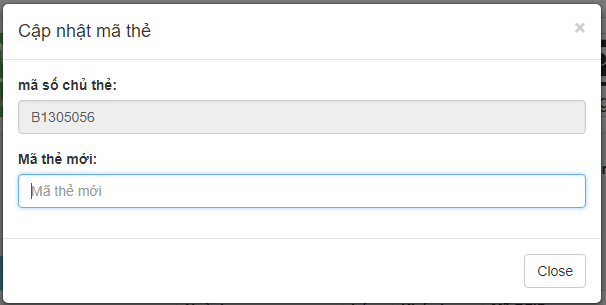 Cập nhật mã thẻ
×
mã số chủ thẻ:
B1305056
Mã thẻ mới:
Mã thẻ mới
Close